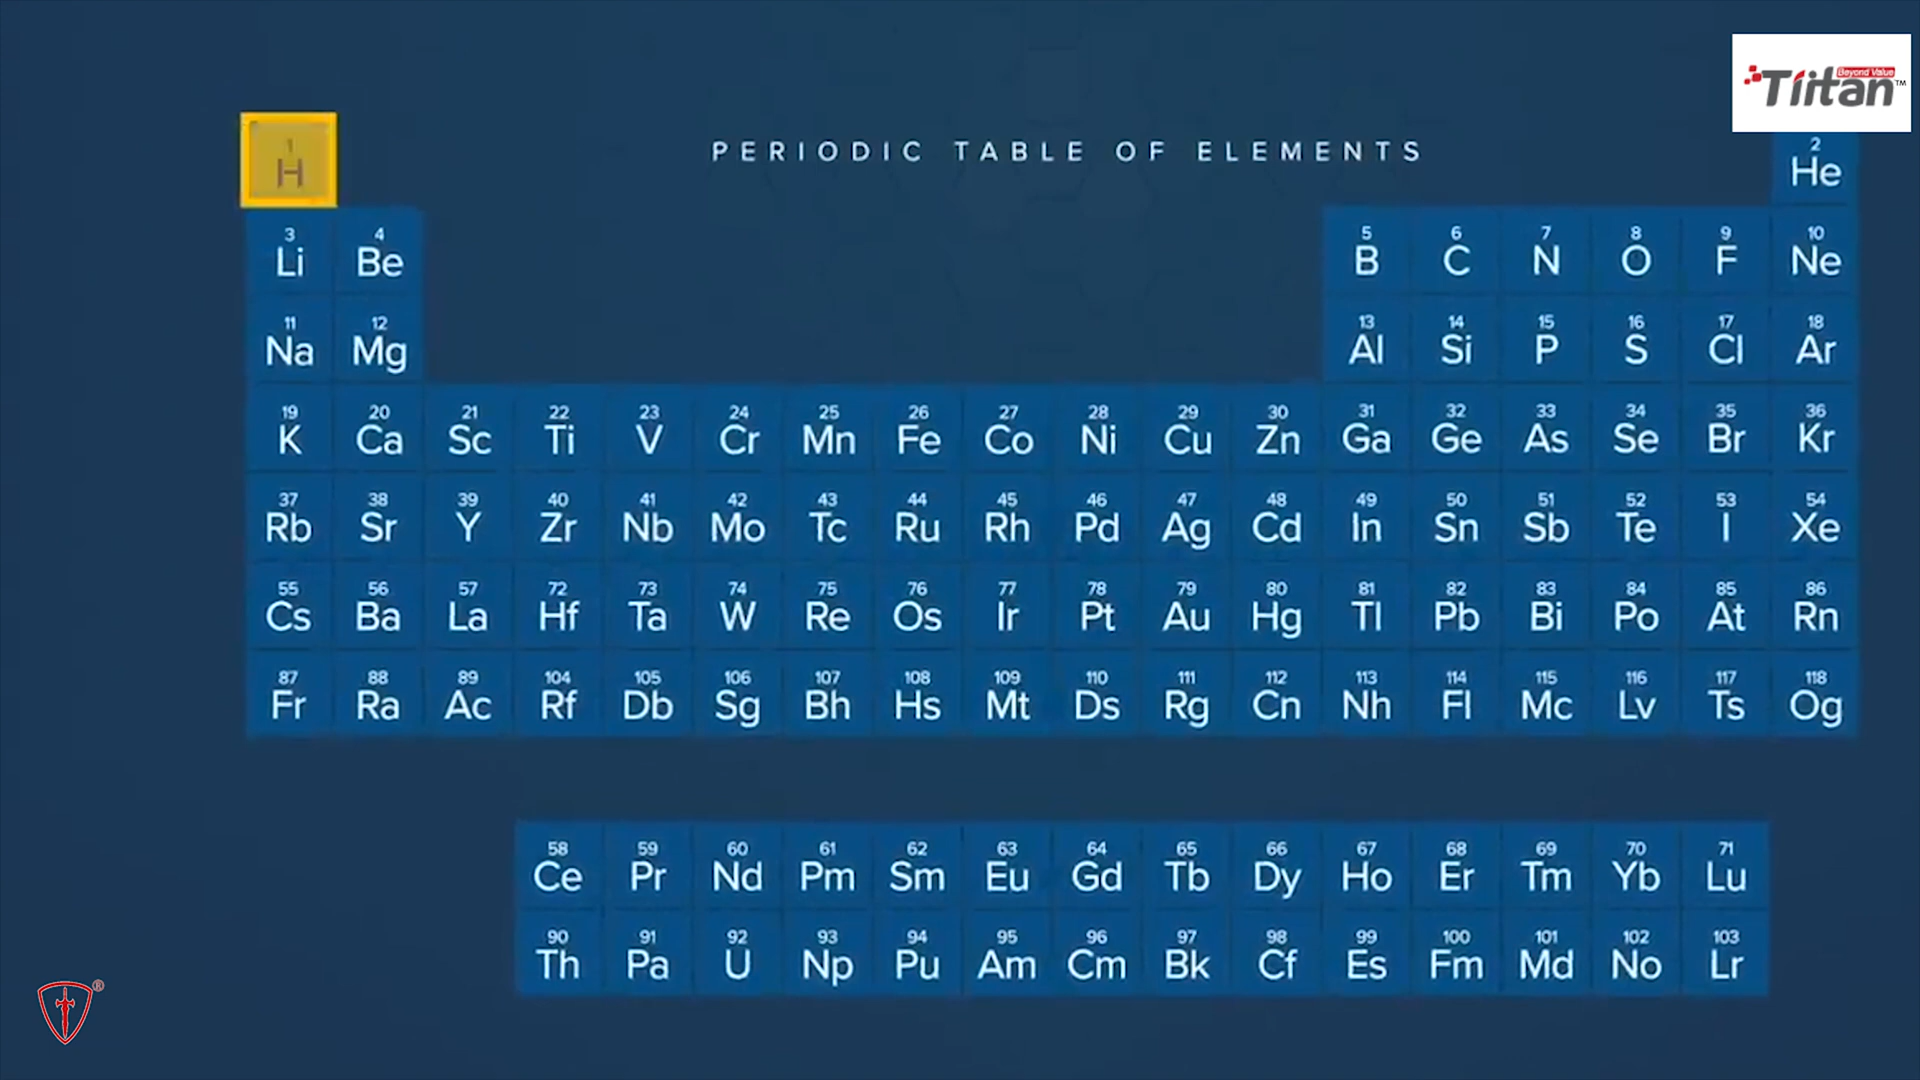 Beyond Value
Tiitan™
PERIODIC TABLE OF ELEMENTS
1 2
H He
3 4 5 6 7 8 9 10
Li Be B C N O F Ne
11 12 13 14 15 16 17 18
Na Mg Al Si P S Cl Ar
19 20 21 22 23 24 25 26 27 28 29 30 31 32 33 34 35 36
K Ca Sc Ti V Cr Mn Fe Co Ni Cu Zn Ga Ge As Se Br Kr
37 38 39 40 41 42 43 44 45 46 47 48 49 50 51 52 53 54
Rb Sr Y Zr Nb Mo Tc Ru Rh Pd Ag Cd In Sn Sb Te I Xe
55 56 57 72 73 74 75 76 77 78 79 80 81 82 83 84 85 86
Cs Ba La Hf Ta W Re Os Ir Pt Au Hg Tl Pb Bi Po At Rn
87 88 89 104 105 106 107 108 109 110 111 112 113 114 115 116 117 118
Fr Ra Ac Rf Db Sg Bh Hs Mt Ds Rg Cn Nh Fl Mc Lv Ts Og
58 59 60 61 62 63 64 65 66 67 68 69 70 71
Ce Pr Nd Pm Sm Eu Gd Tb Dy Ho Er Tm Yb Lu
90 91 92 93 94 95 96 97 98 99 100 101 102 103
Th Pa U Np Pu Am Cm Bk Cf Es Fm Md No Lr
®